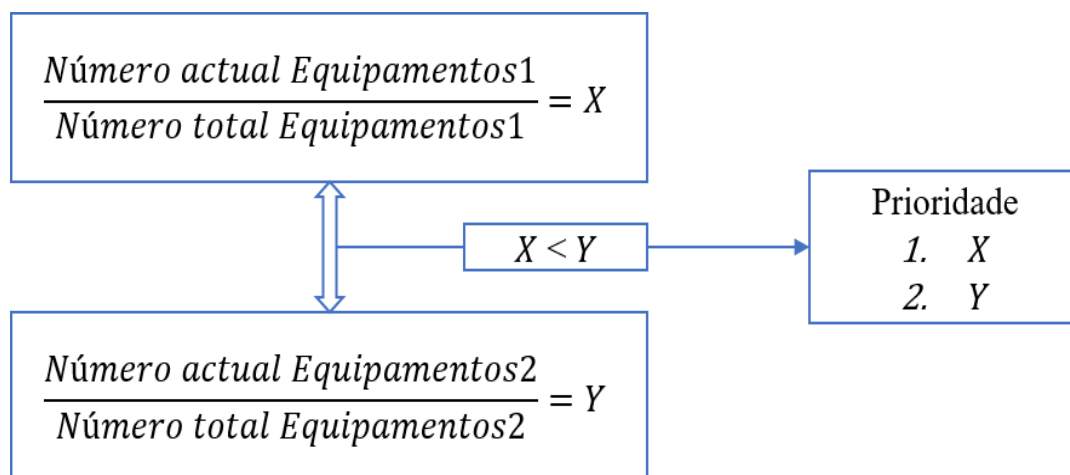 Número actual Equipamentos1
Número total Equipamentos1
= X
X < Y
Prioridade
1. X
2. Y
Número actual Equipamentos2
Número total Equipamentos2
= Y